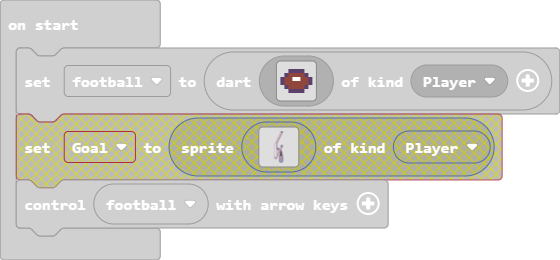 on start
set football to dart of kind Player
set Goal to sprite of kind Player
control football with arrow keys